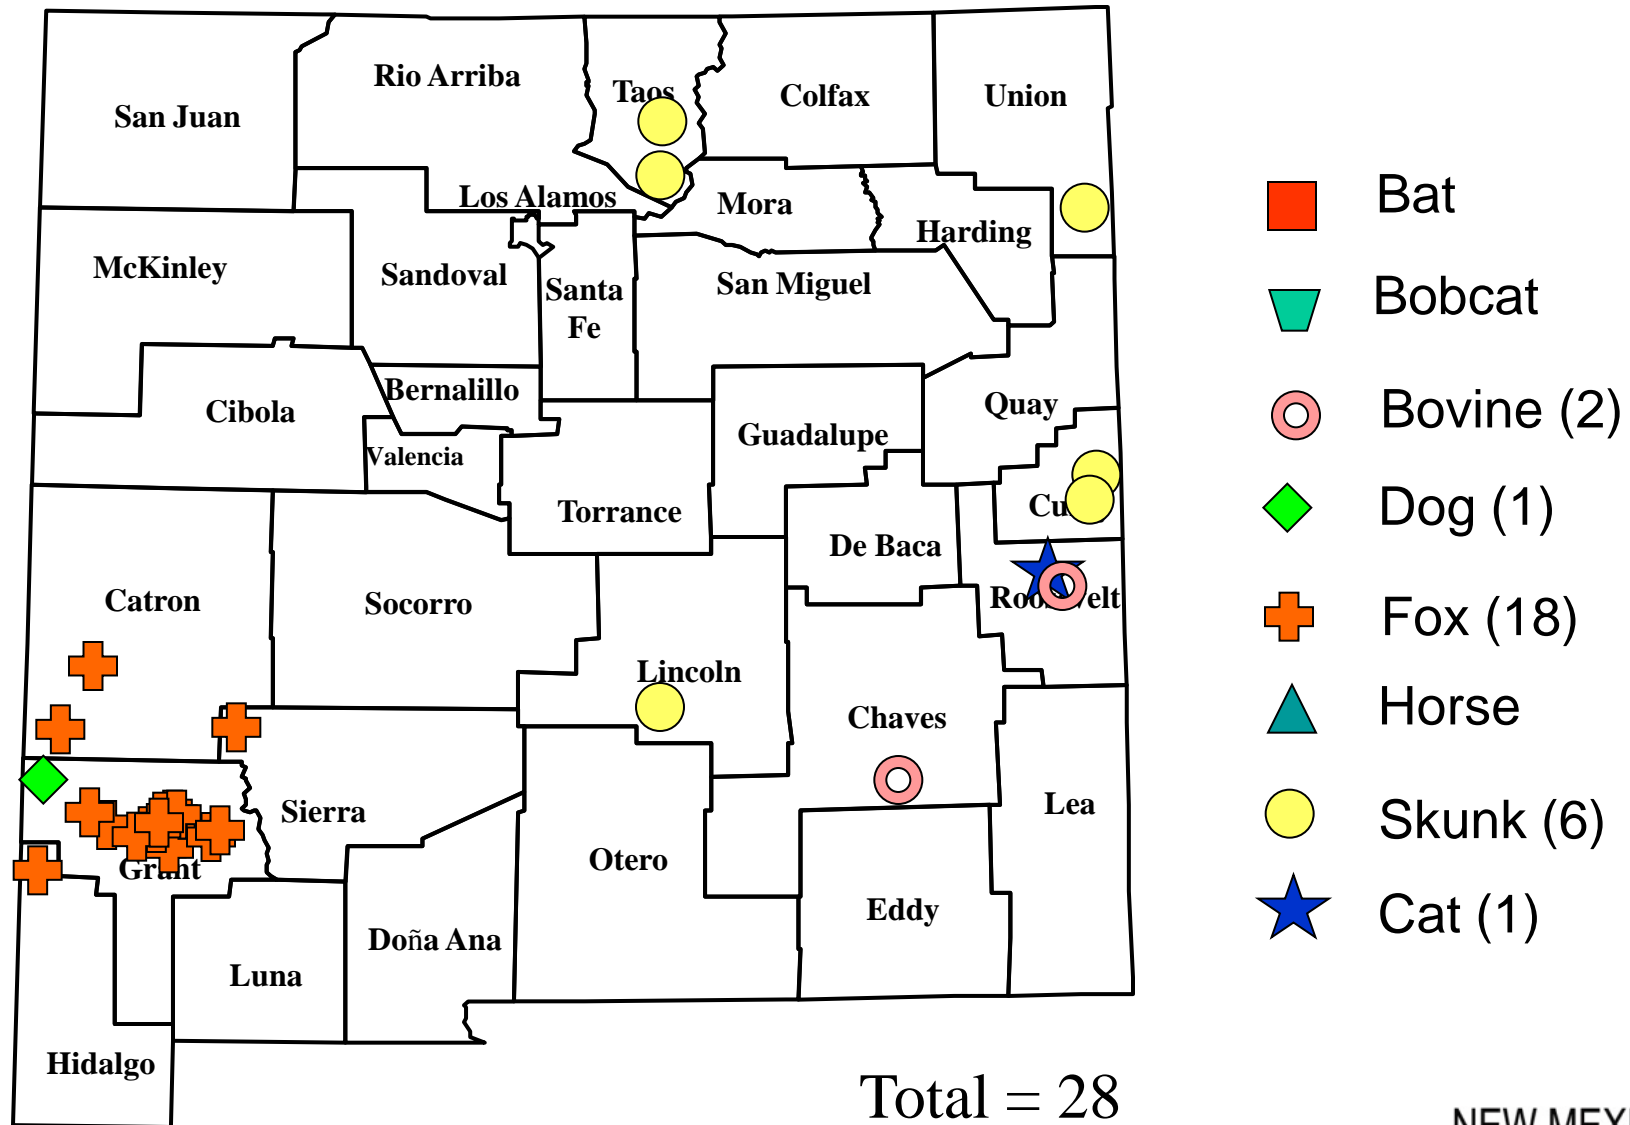 Rio Arriba
Taos
Colfax
Union
San Juan
Los Alamos
Mora
Harding
McKinley
Sandoval
Santa
Fe
San Miguel
Bernalillo
Cibola
Quay
Guadalupe
Valencia
Torrance
De Baca
Catron
Socorro
Lincoln
Chaves
Sierra
Lea
Otero
Grant
Eddy
Doña Ana
Luna
Hidalgo
Total = 28
Bat
Bobcat
Bovine (2)
Dog (1)
Fox (18)
Horse
Skunk (6)
Cat (1)
NEW